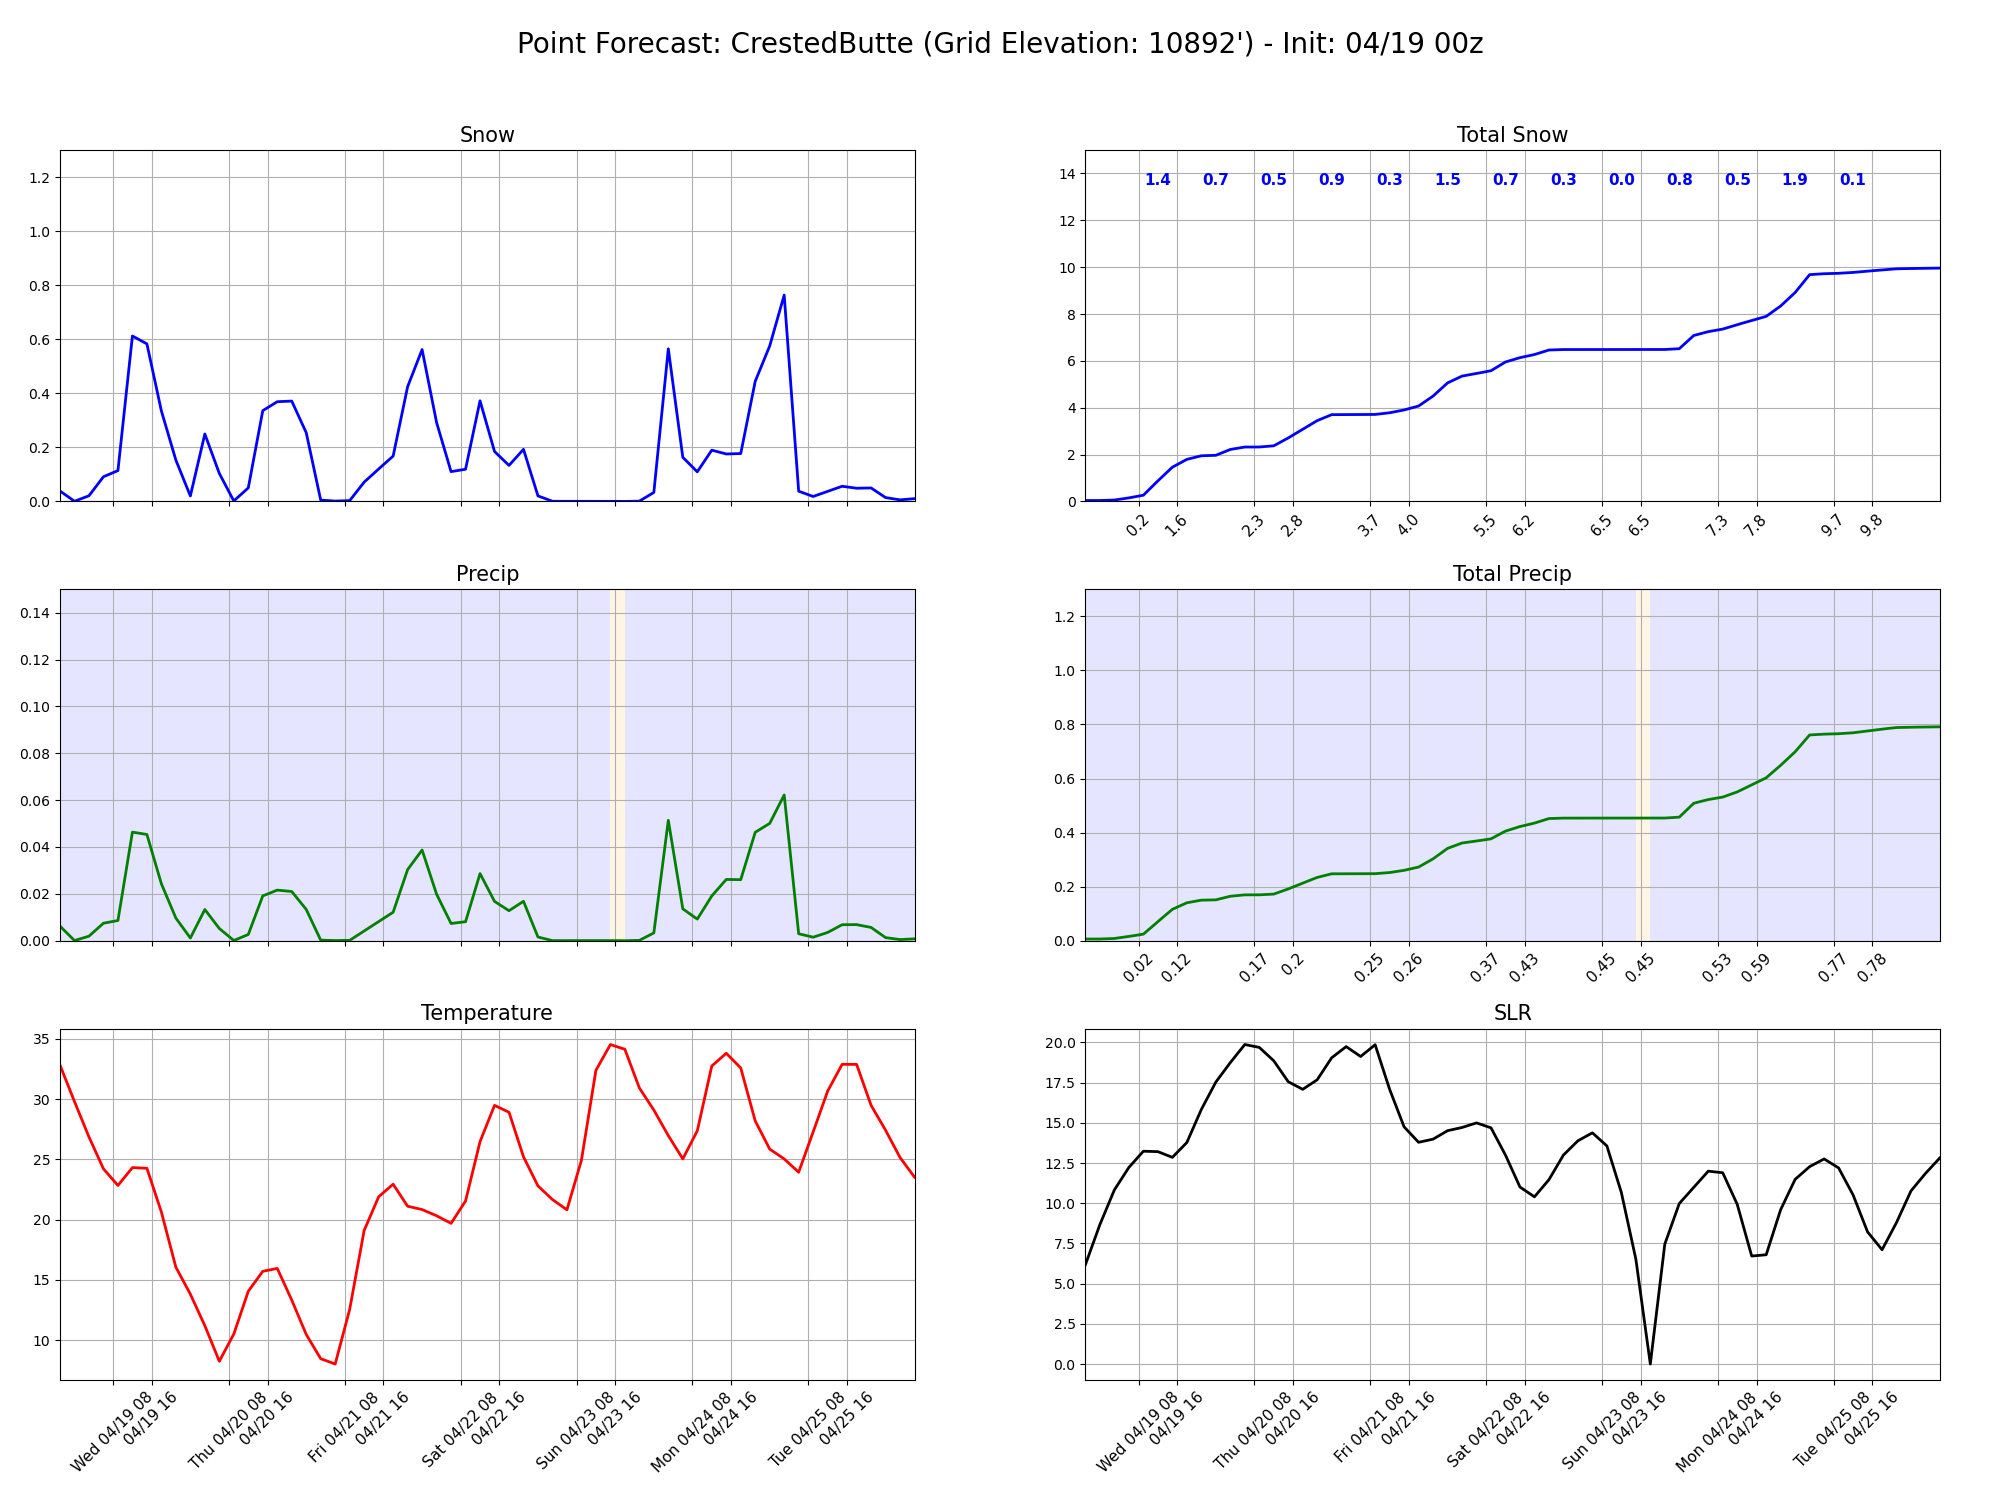 Point Forecast: CrestedButte (Grid Elevation: 10892') - Init: 04/19 00z
Snow
1.2
1.0
0.8
0.6
0.4
0.2
0.0
Total Snow
14
12
10
8
6
4
2
0
1.4 0.7 0.5 0.9 0.3 1.5 0.7 0.3 0.0 0.8 0.5 1.9 0.1
0.2 1.6 2.3 2.8 3.7 4.0 5.5 6.2 6.5 6.5 7.3 7.8 9.7 9.8
Precip
0.14
0.12
0.10
0.08
0.06
0.04
0.02
0.00
Total Precip
1.2
1.0
0.8
0.6
0.4
0.2
0.0
0.02 0.12 0.17 0.2 0.25 0.26 0.37 0.43 0.45 0.45 0.53 0.59 0.77 0.78
Temperature
35
30
25
20
15
10
Wed 04/19 08
04/19 16
Thu 04/20 08
04/20 16
Fri 04/21 08
04/21 16
Sat 04/22 08
04/22 16
Sun 04/23 08
04/23 16
Mon 04/24 08
04/24 16
Tue 04/25 08
04/25 16
SLR
20.0
17.5
15.0
12.5
10.0
7.5
5.0
2.5
0.0
Wed 04/19 08
04/19 16
Thu 04/20 08
04/20 16
Fri 04/21 08
04/21 16
Sat 04/22 08
04/22 16
Sun 04/23 08
04/23 16
Mon 04/24 08
04/24 16
Tue 04/25 08
04/25 16